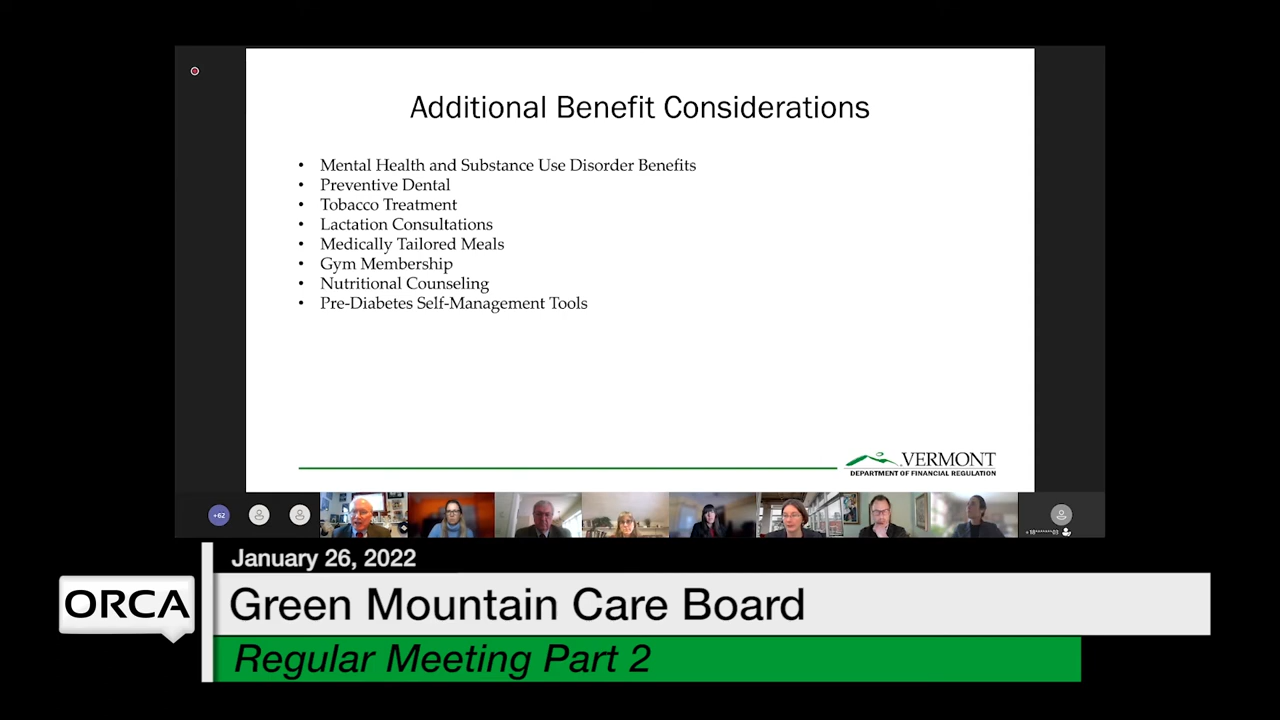 Additional Benefit Considerations
• Mental Health and Substance Use Disorder Benefits
• Preventive Dental
• Tobacco Treatment
• Lactation Consultations
• Medically Tailored Meals
• Gym Membership
• Nutritional Counseling
• Pre-Diabetes Self-Management Tools
VERMONT
DEPARTMENT OF FINANCIAL REGULATION
+62
January 26, 2022
ORCA
Green Mountain Care Board
Regular Meeting Part 2